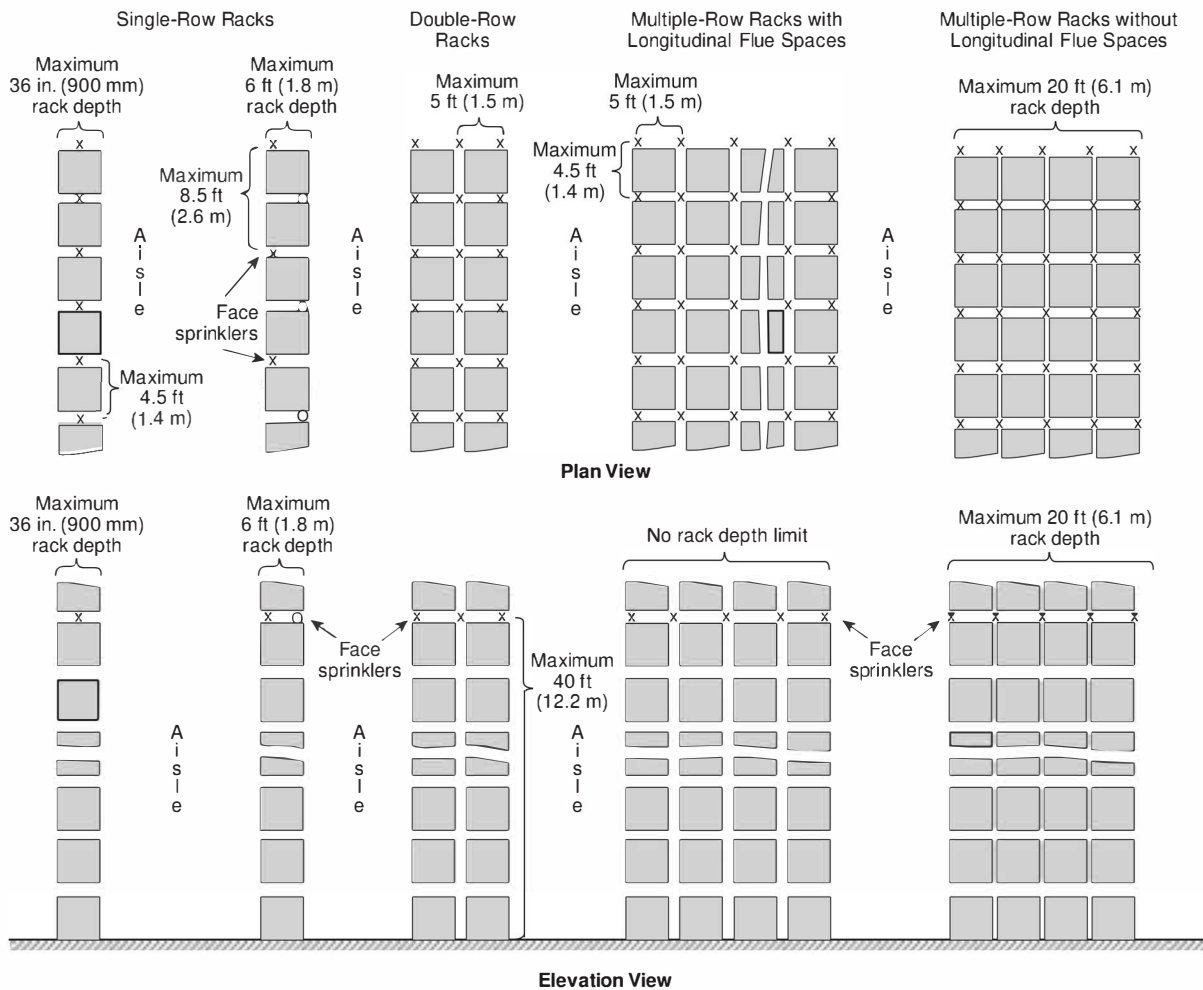 Single-Row Racks
Double-Row
Racks
Multiple-Row Racks with
Longitudinal Flue Spaces
Multiple-Row Racks without
Longitudinal Flue Spaces
Maximum
36 in. (900 mm)
rack depth
Maximum
6 ft (1.8 m)
rack depth
Maximum
5 ft (1.5 m)
Maximum
5 ft (1.5 m)
Maximum 20 ft (6.1 m)
rack depth
Maximum
8.5 ft
(2.6 m)
Maximum
4.5 ft
(1.4 m)
Aisle
Aisle
Aisle
Aisle
Face
sprinklers
Maximum
4.5 ft
(1.4 m)
Plan View
Maximum
36 in. (900 mm)
rack depth
Maximum
6 ft (1.8 m)
rack depth
No rack depth limit
Maximum 20 ft (6.1 m)
rack depth
Face
sprinklers
Maximum
40 ft
(12.2 m)
Face
sprinklers
Aisle
Aisle
Aisle
Elevation View